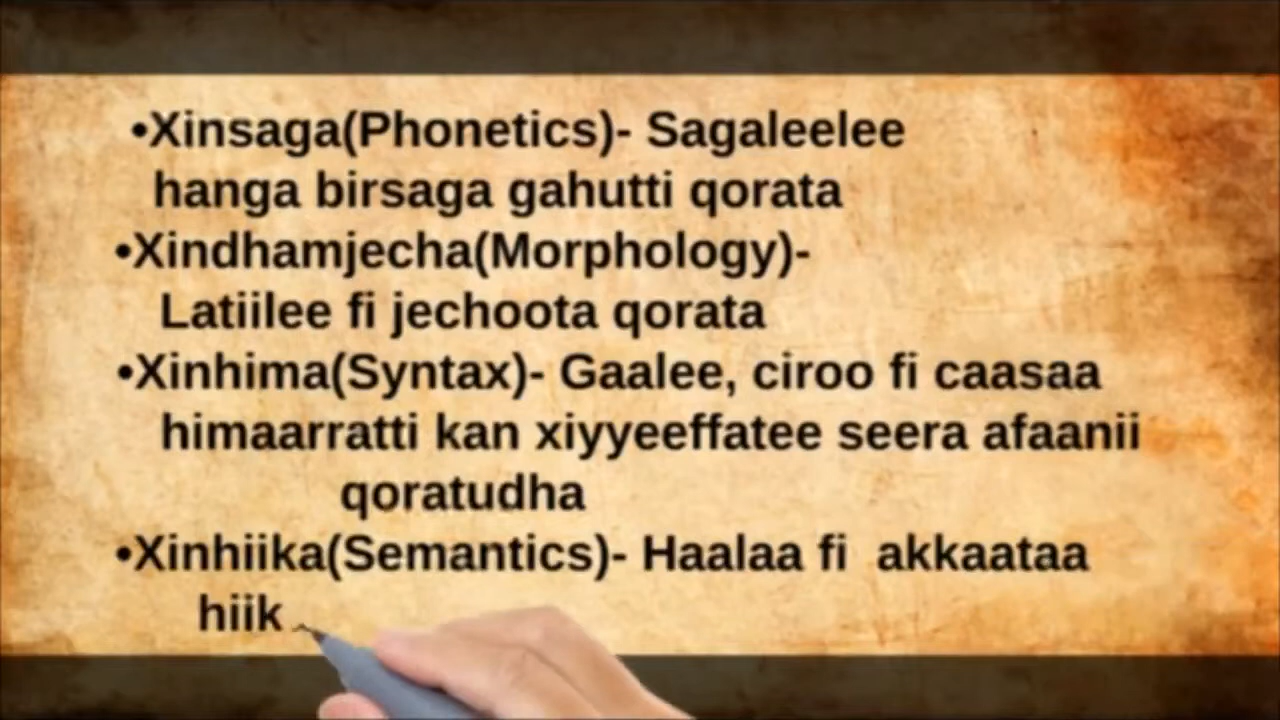 •Xinsaga(Phonetics)- Sagaleelee
hanga birsaga gahutti qorata
•Xindhamjecha(Morphology)-
Latiilee fi jechoota qorata
•Xinhima(Syntax)- Gaalee, ciroo fi caasaa
himaarratti kan xiyyeeffatee seera afaanii
qoratudha
•Xinhiika(Semantics)- Haalaa fi akkaataa
hiik